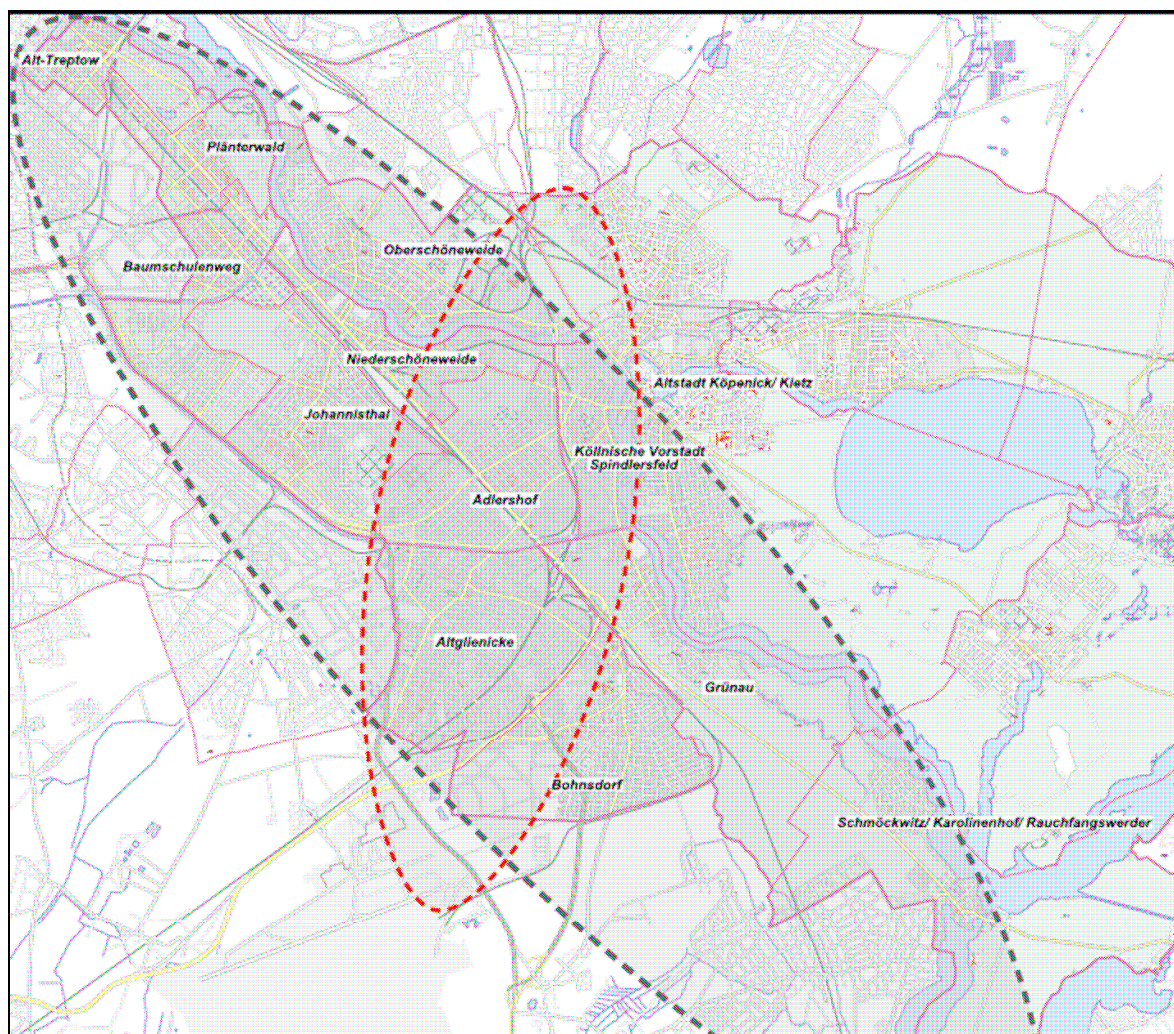 Alt-Treptow
Plänterwald
Oberschöneweide
Baumschulenweg
Niederschöneweide
Altstadt Köpenick/ Kietz
Johannisthal
Köllnische Vorstadt
Spindlersfeld
Adlershof
Altglienicke
Grünau
Bohnsdorf
Schmöckwitz/ Karolinenhof/ Rauchfangswerder